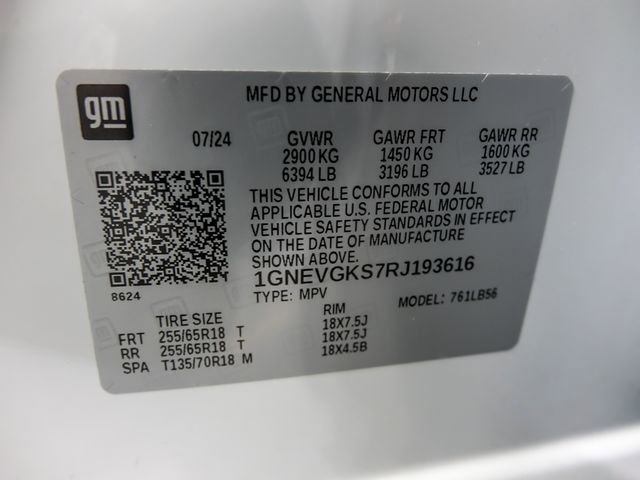 gm
MFD BY GENERAL MOTORS LLC
07/24 GVWR GAWR FRT GAWR RR
2900 KG 1450 KG 1600 KG
6394 LB 3196 LB 3527 LB
THIS VEHICLE CONFORMS TO ALL
APPLICABLE U.S. FEDERAL MOTOR
VEHICLE SAFETY STANDARDS IN EFFECT
ON THE DATE OF MANUFACTURE
SHOWN ABOVE.
1GNEVGKS7RJ193616
8624
TYPE: MPV MODEL: 761LB56
TIRE SIZE RIM
FRT 255/65R18 T 18X7.5J
RR 255/65R18 T 18X7.5J
SPA T135/70R18 M 18X4.5B